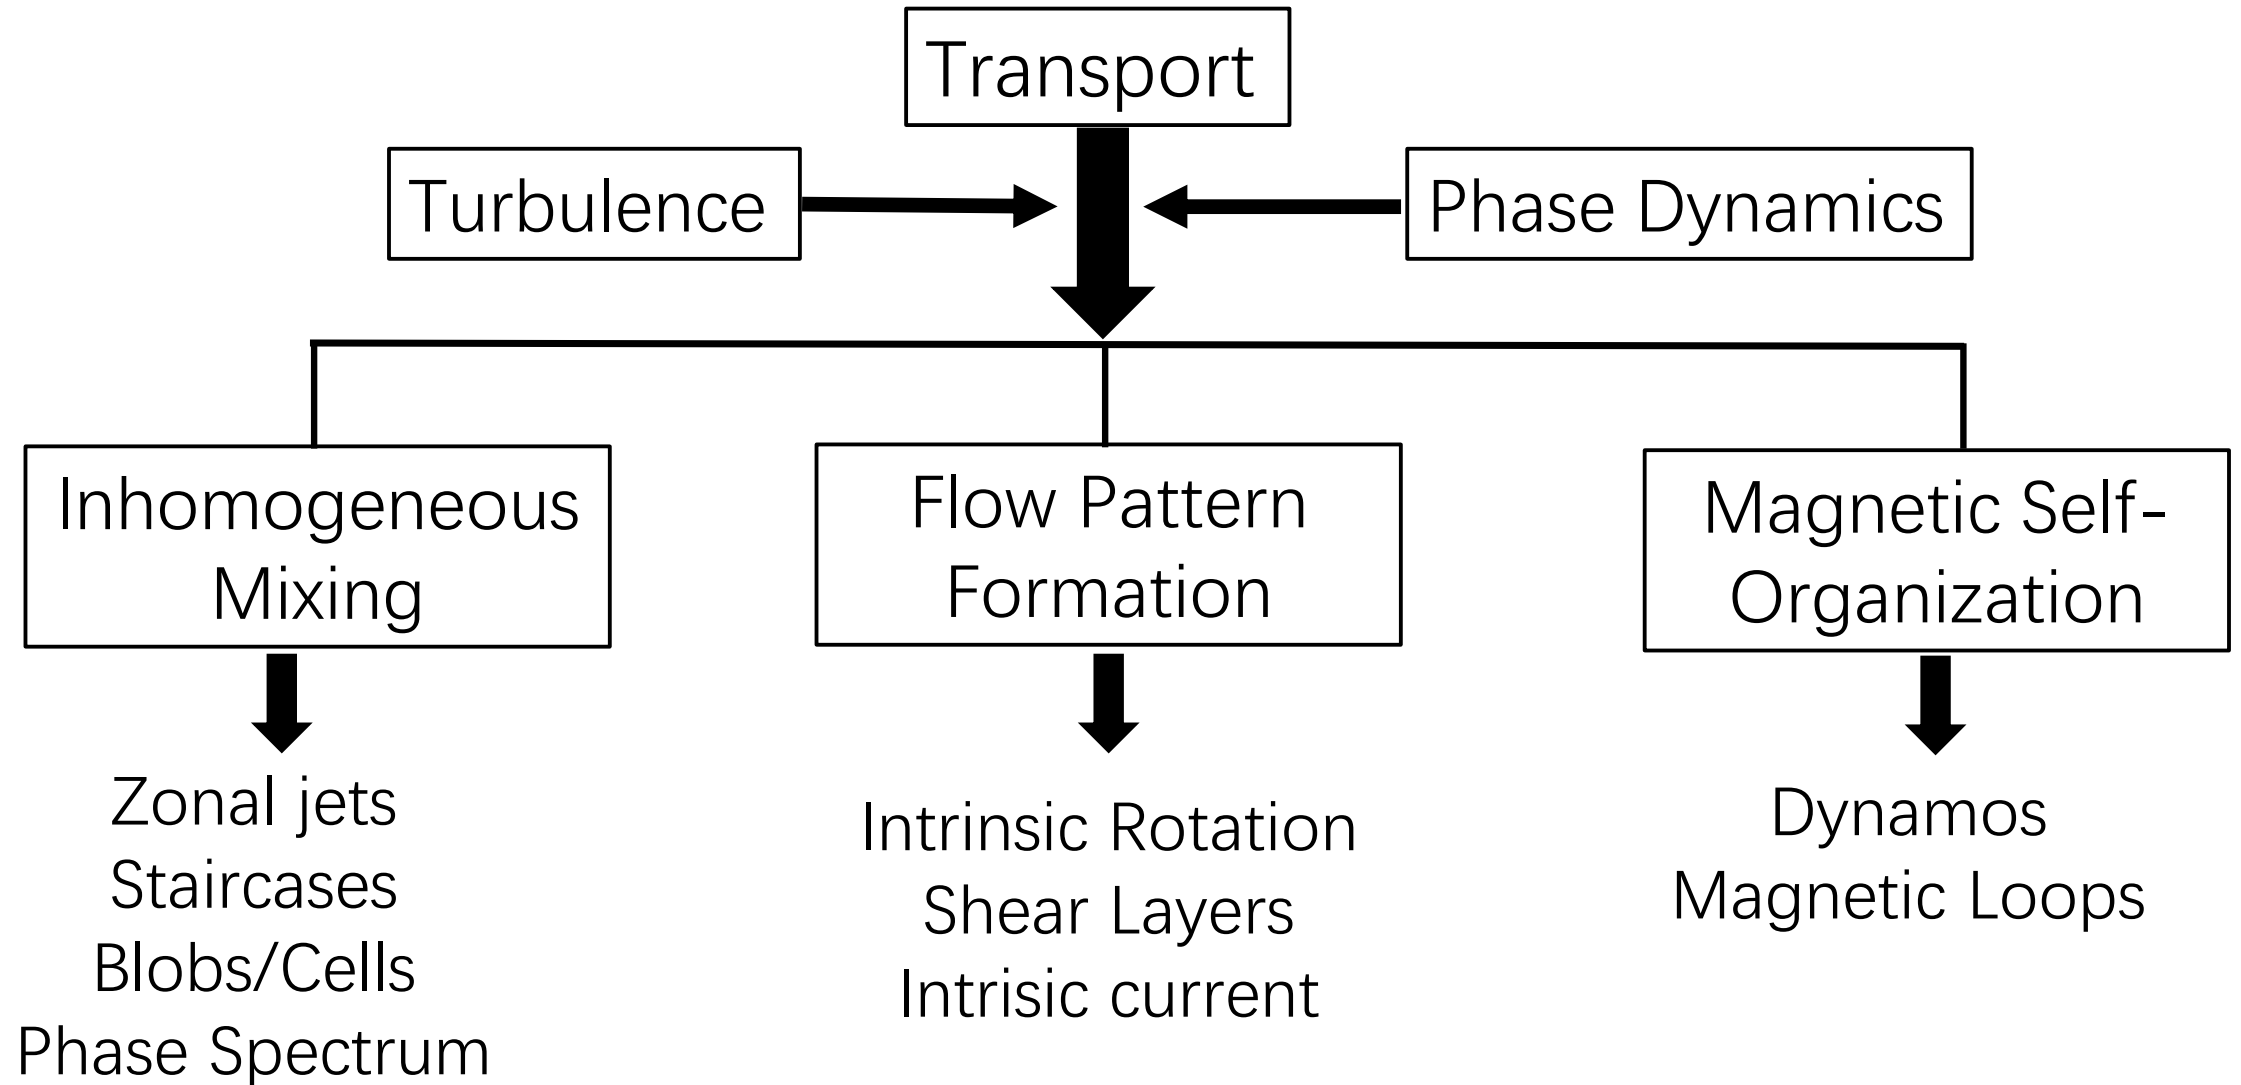 Transport
Turbulence
Phase Dynamics
Inhomogeneous
Mixing
Flow Pattern
Formation
Magnetic Self-
Organization
Zonal jets
Staircases
Blobs/Cells
Phase Spectrum
Intrinsic Rotation
Shear Layers
Intrisic current
Dynamos
Magnetic Loops